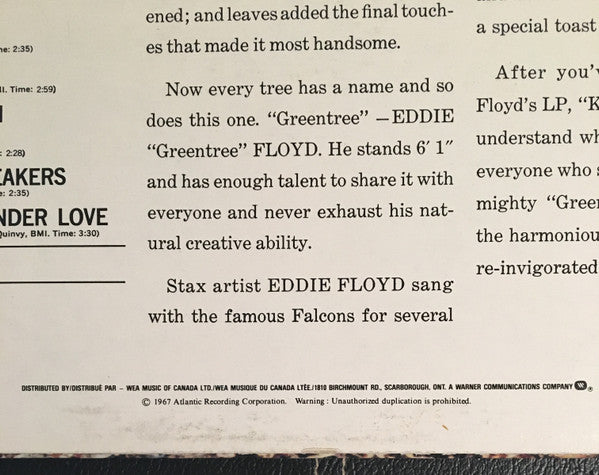 ne: 2:35)
II. Time: 2:59)
: 2:28)
EAKERS
e: 2:35)
NDER LOVE
Quinvy, BMI. Time: 3:30)
ened; and leaves added the final touch-
es that made it most handsome.
Now every tree has a name and so
does this one. “Greentree” —EDDIE
“Greentree” FLOYD. He stands 6′ 1″
and has enough talent to share it with
everyone and never exhaust his nat-
ural creative ability.
Stax artist EDDIE FLOYD sang
with the famous Falcons for several
a special toast
After you'v
Floyd's LP, “K
understand wh
everyone who s
mighty “Green
the harmoniou
re-invigorated
DISTRIBUTED BY/DISTRIBUÉ PAR – WEA MUSIC OF CANADA LTD./WEA MUSIQUE DU CANADA LTÉE./1810 BIRCHMOUNT RD., SCARBOROUGH, ONT. A WARNER COMMUNICATIONS COMPANY ®.
© 1967 Atlantic Recording Corporation. Warning : Unauthorized duplication is prohibited.